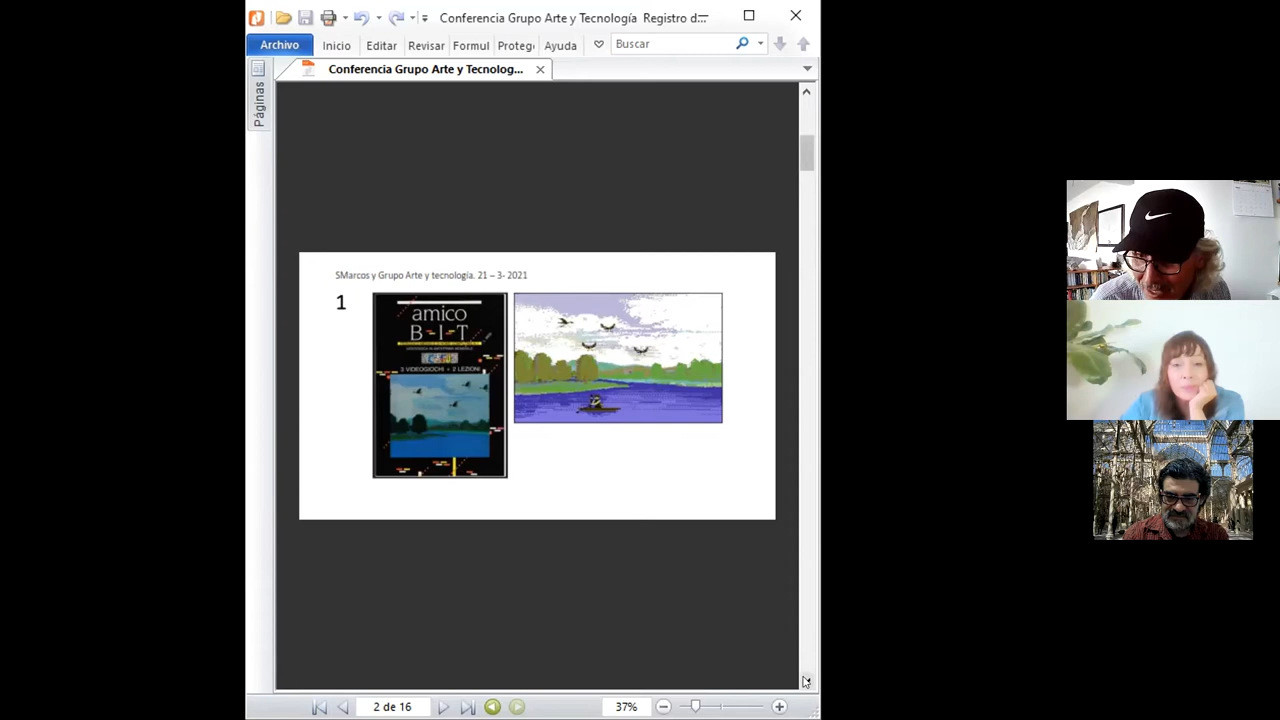 Conferencia Grupo Arte y Tecnología Registro d...
Archivo Inicio Editar Revisar Formul Proteg Ayuda Buscar
Conferencia Grupo Arte y Tecnolog...
Páginas
SMarcos y Grupo Arte y tecnología. 21 – 3- 2021
1
amico
B-I-T
3 VIDEOGIOCHI + 2 LEZIONI
2 de 16 37%